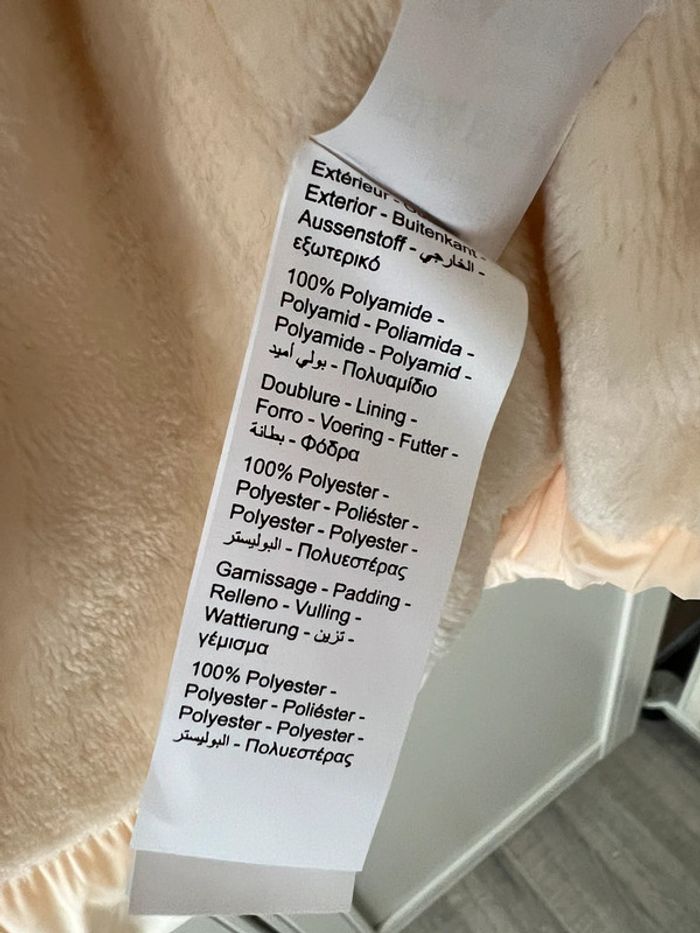 Extérieur -
Exterior - Buitenkant -
Aussenstoff - الخارجي -
εξωτερικό
100% Polyamide -
Polyamid - Poliamida -
Polyamide - Polyamid -
بولي أميد - Πολυαμίδιο
Doublure - Lining -
Forro - Voering - Futter -
بطانة - Φόδρα
100% Polyester -
Polyester - Poliéster -
Polyester - Polyester -
البوليستر - Πολυεστέρας
Garnissage - Padding -
Relleno - Vulling -
Wattierung - تزين -
γέμισμα
100% Polyester -
Polyester - Poliéster -
Polyester - Polyester -
البوليستر - Πολυεστέρας